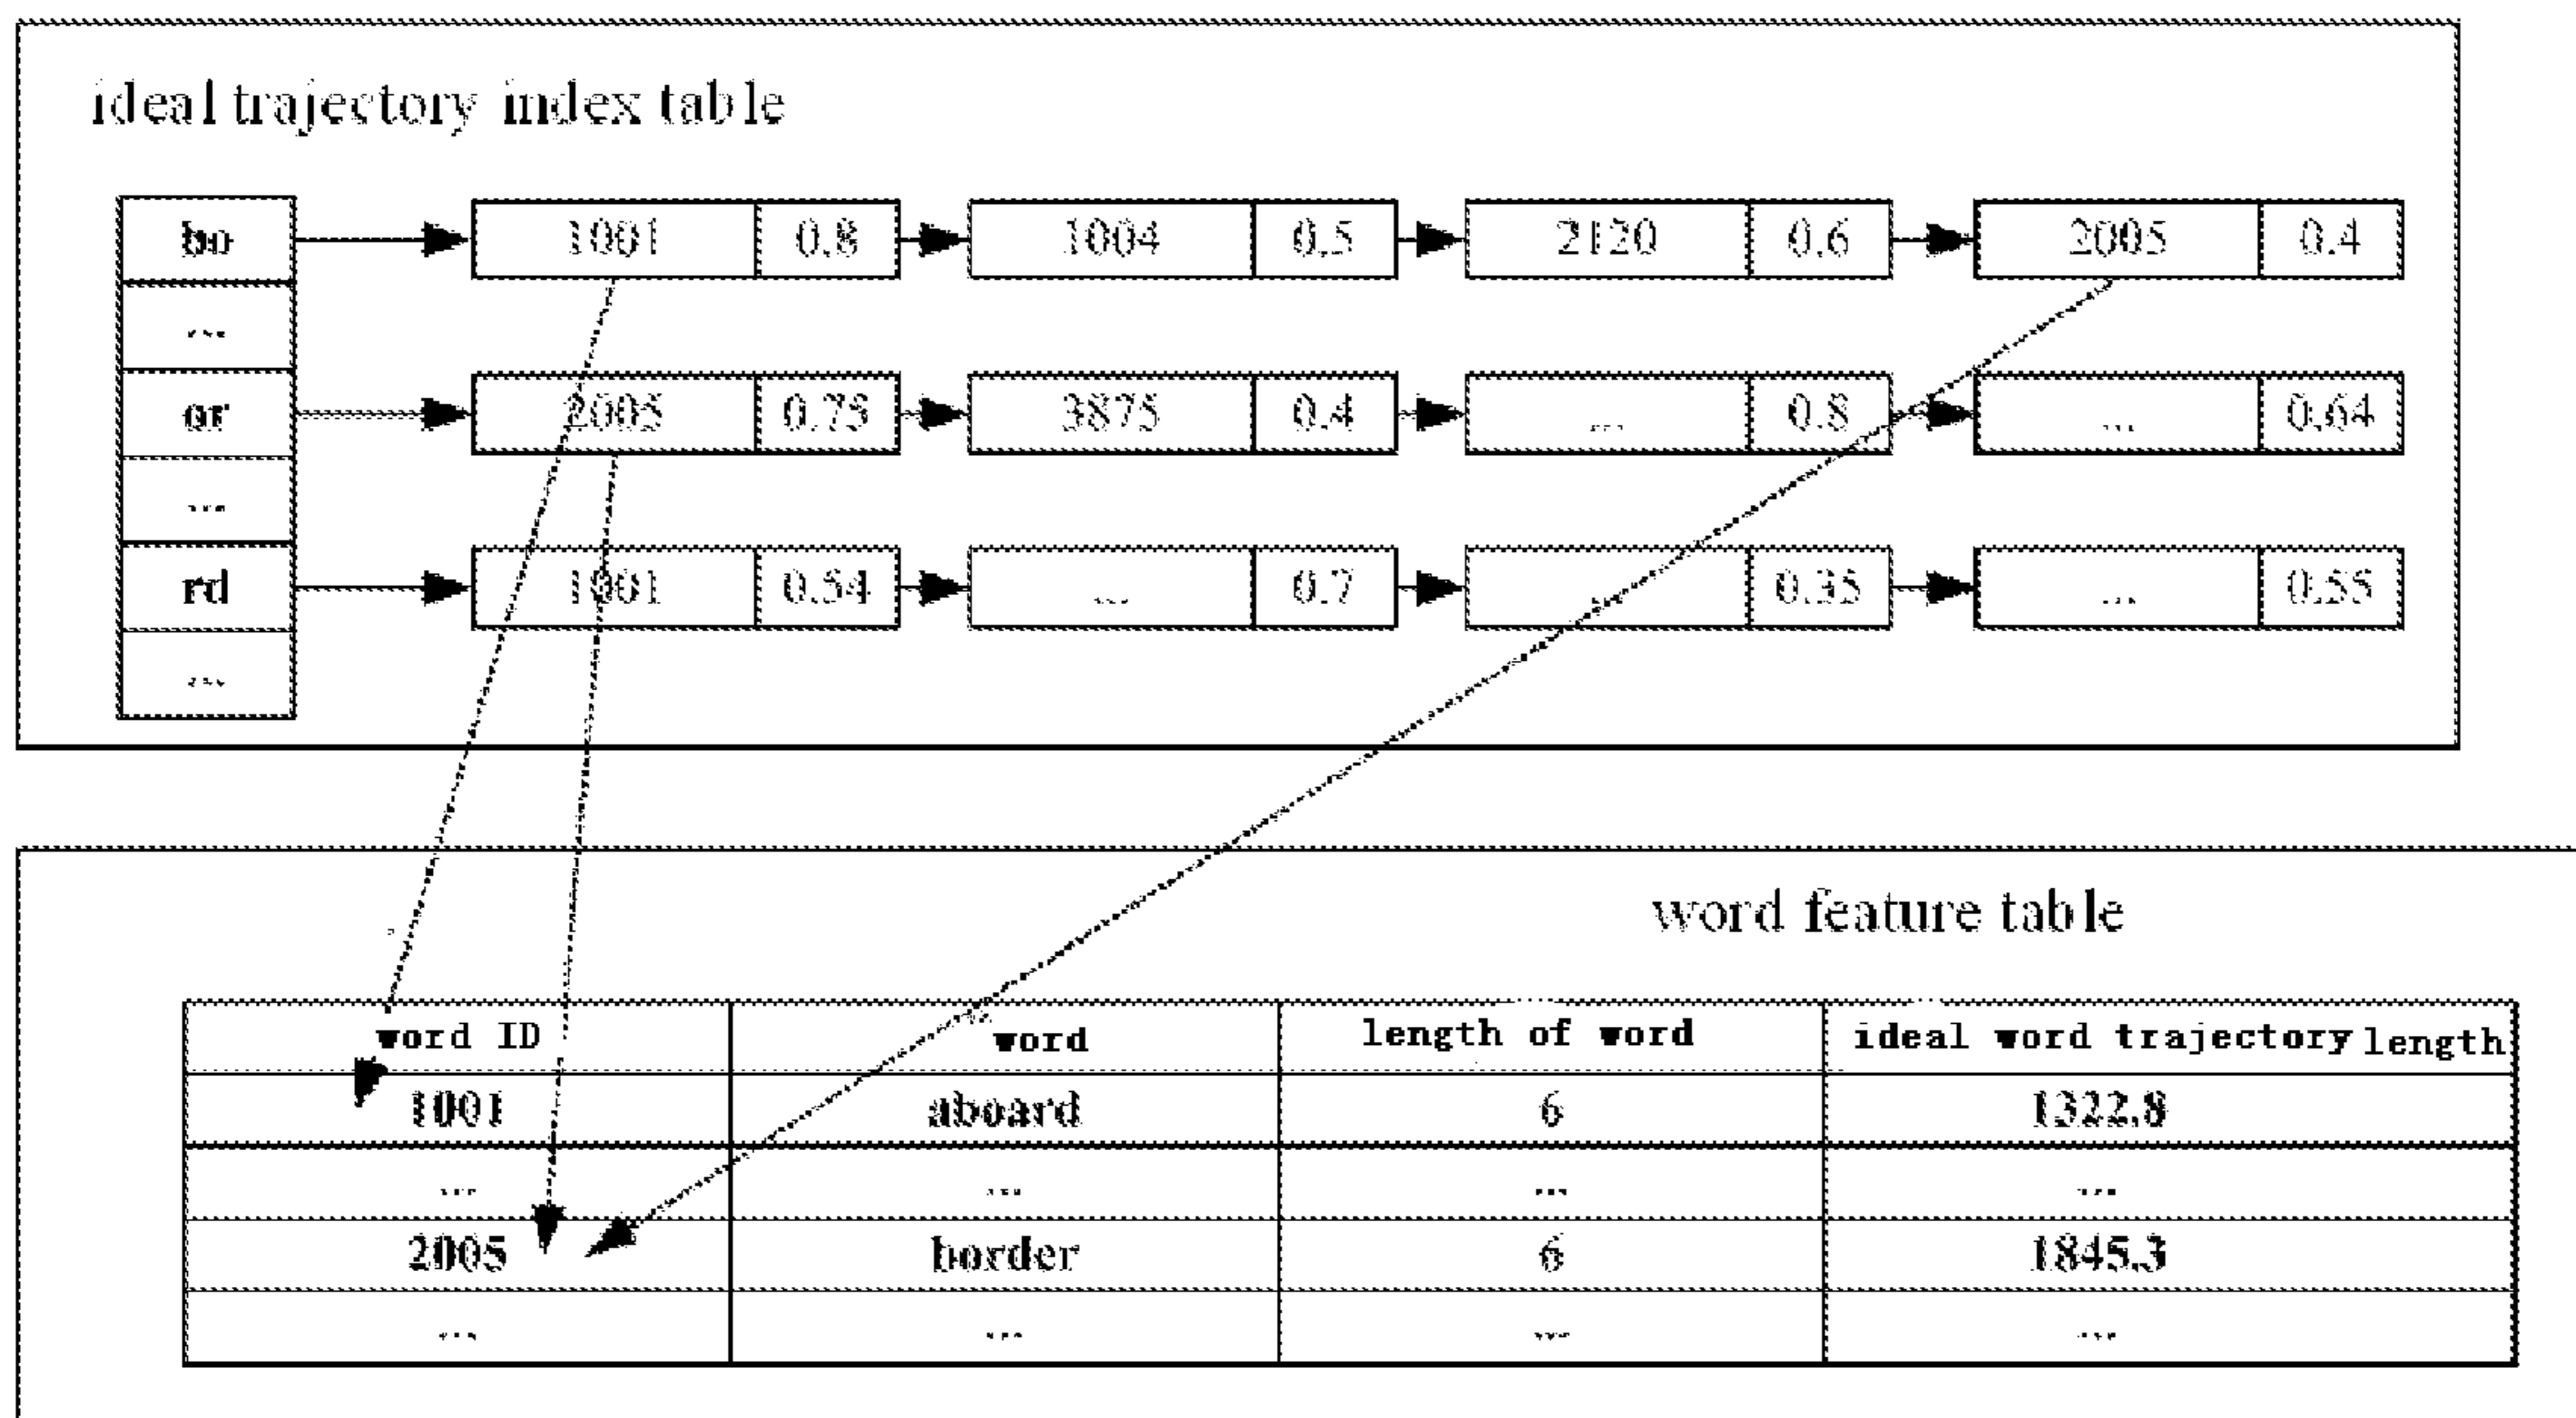 ideal trajectory index table
bo 1001 0.8 1004 0.5 2120 0.6 2005 0.4
...
or 2005 0.75 3875 0.4 ... 0.8 ... 0.64
...
rd 1001 0.54 ... 0.7 ... 0.35 ... 0.55
...
word feature table
word ID word length of word ideal word trajectory length
1001 aboard 6 1322.8
... ... ... ...
2005 border 6 1845.3
... ... ... ...